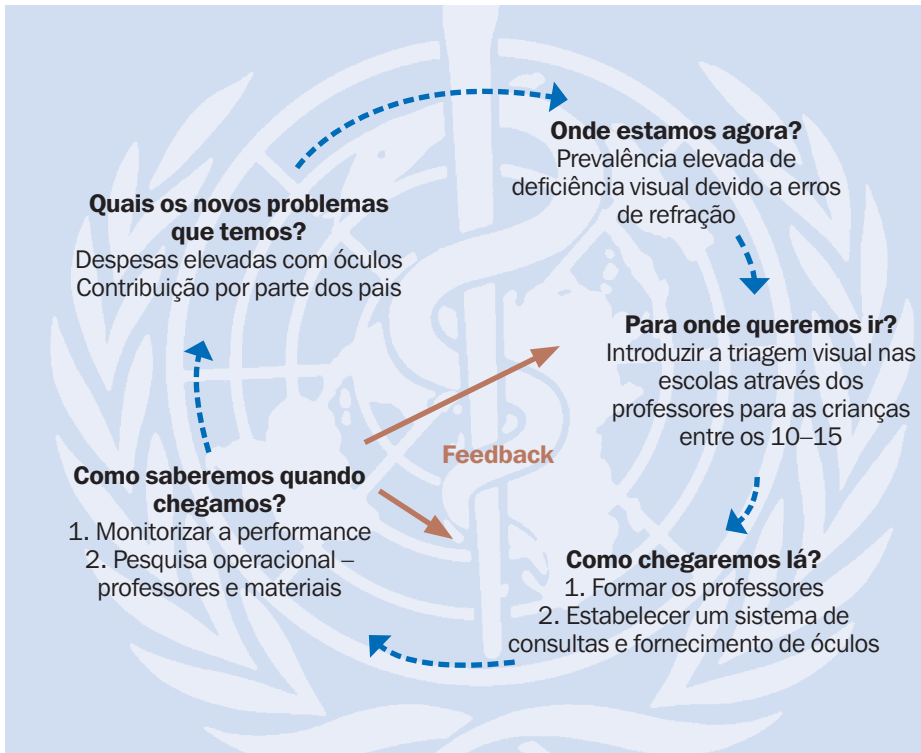 Onde estamos agora?
Prevalência elevada de
deficiência visual devido a erros
de refração
Para onde queremos ir?
Introduzir a triagem visual nas
escolas através dos
professores para as crianças
entre os 10–15
Como chegaremos lá?
1. Formar os professores
2. Estabelecer um sistema de
consultas e fornecimento de óculos
Como saberemos quando
chegamos?
1. Monitorizar a performance
2. Pesquisa operacional –
professores e materiais
Quais os novos problemas
que temos?
Despesas elevadas com óculos
Contribuição por parte dos pais
Feedback